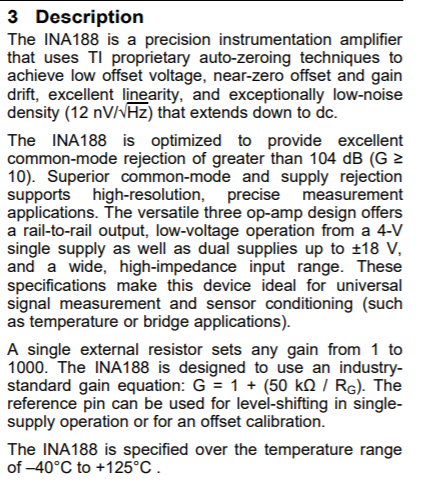 3 Description
The INA188 is a precision instrumentation amplifier
that uses TI proprietary auto-zeroing techniques to
achieve low offset voltage, near-zero offset and gain
drift, excellent linearity, and exceptionally low-noise
density (12 nV/√Hz) that extends down to dc.
The INA188 is optimized to provide excellent
common-mode rejection of greater than 104 dB (G ≥
10). Superior common-mode and supply rejection
supports high-resolution, precise measurement
applications. The versatile three op-amp design offers
a rail-to-rail output, low-voltage operation from a 4-V
single supply as well as dual supplies up to ±18 V,
and a wide, high-impedance input range. These
specifications make this device ideal for universal
signal measurement and sensor conditioning (such
as temperature or bridge applications).
A single external resistor sets any gain from 1 to
1000. The INA188 is designed to use an industry-
standard gain equation: G = 1 + (50 kΩ / RG). The
reference pin can be used for level-shifting in single-
supply operation or for an offset calibration.
The INA188 is specified over the temperature range
of –40°C to +125°C .